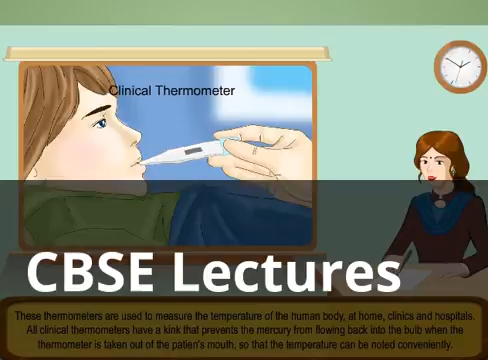 Clinical Thermometer
CBSE Lectures
These thermometers are used to measure the temperature of the human body, at home, clinics and hospitals.
All clinical thermometers have a kink that prevents the mercury from flowing back into the bulb when the
thermometer is taken out of the patien's mouth, so that the temperature can be noted conveniently.